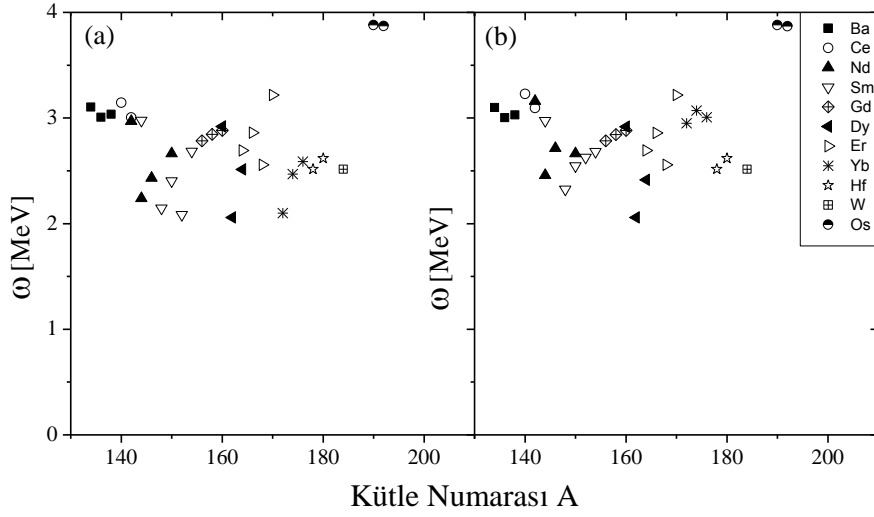 4
3
2
1
0
ω [MeV]
(a)
140
160
180
200
ω [MeV]
(b)
140
160
180
200
Ba
Ce
Nd
Sm
Gd
Dy
Er
Yb
Hf
W
Os
Kütle Numarası A